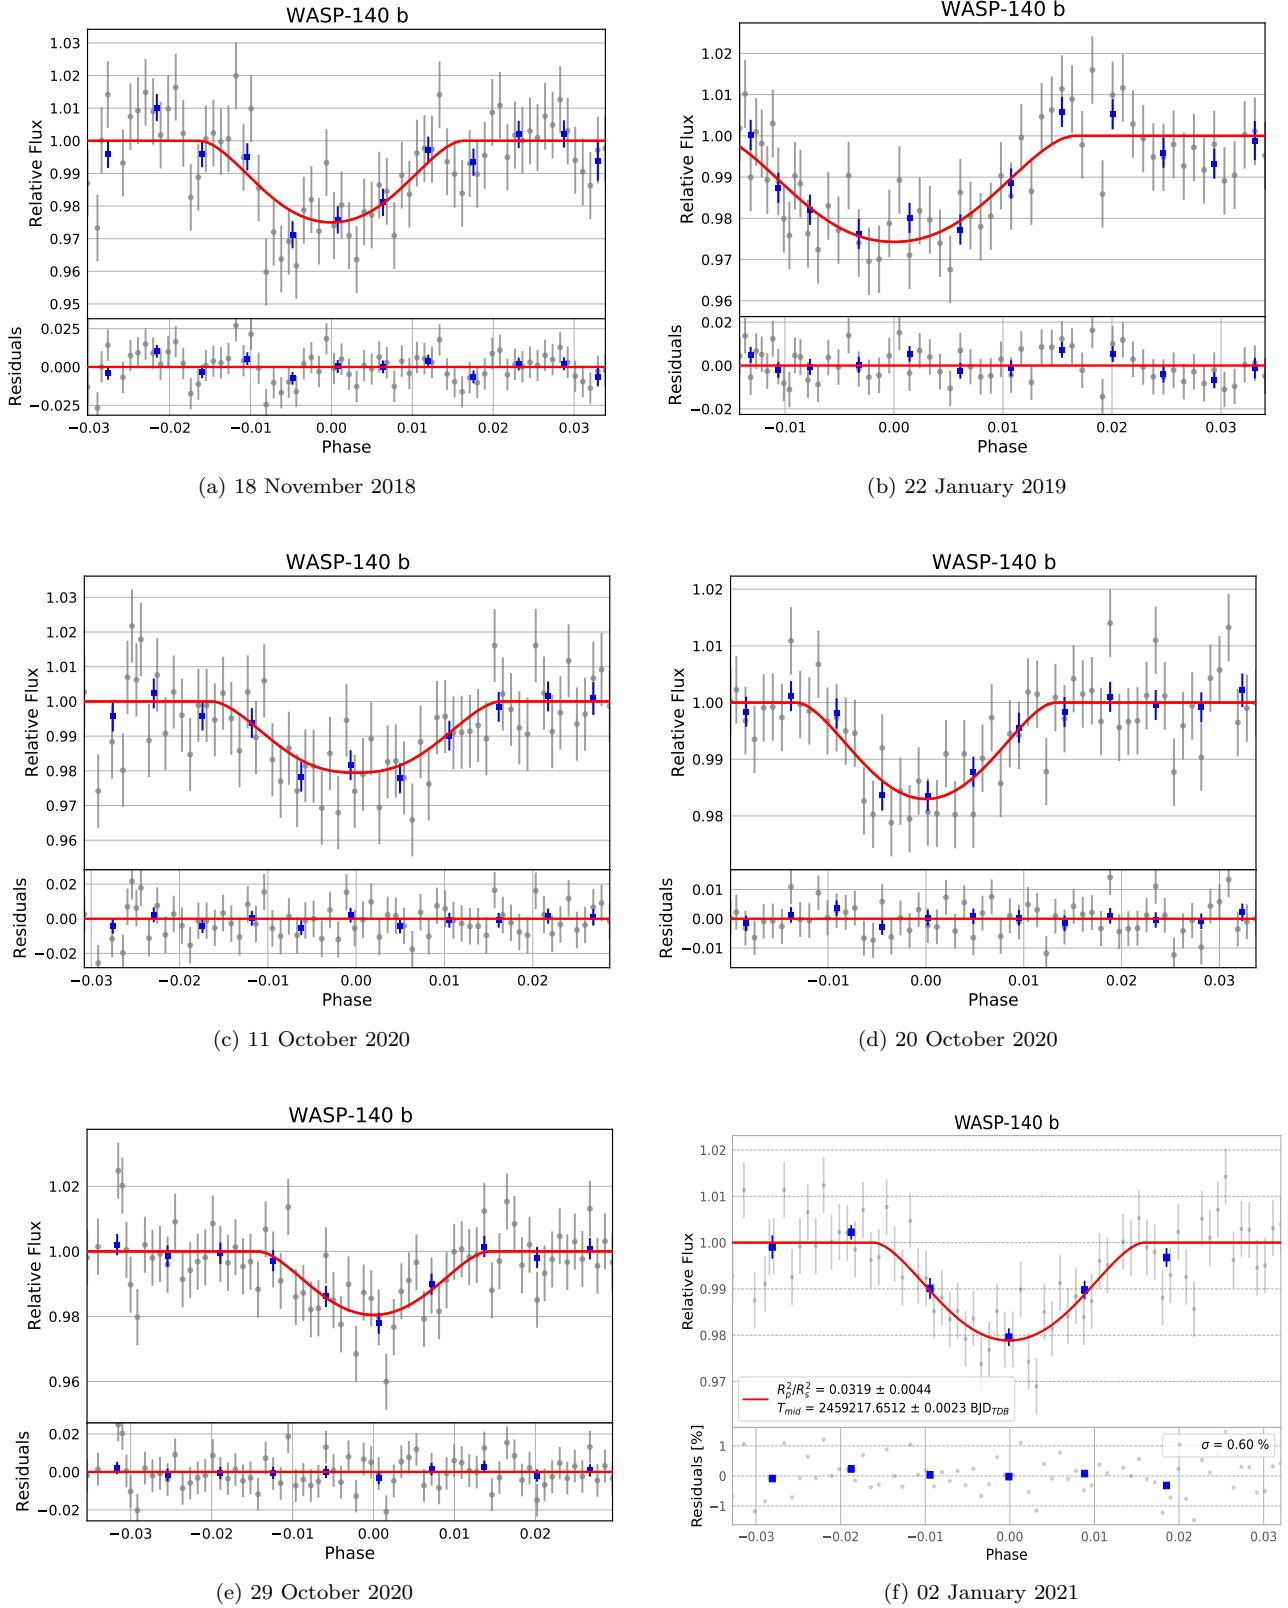 WASP-140 b
1.03
1.02
1.01
1.00
0.99
0.98
0.97
0.96
0.95
Relative Flux
0.025
0.000
−0.025
Residuals
−0.03 −0.02 −0.01 0.00 0.01 0.02 0.03
Phase
(a) 18 November 2018
WASP-140 b
1.02
1.01
1.00
0.99
0.98
0.97
0.96
Relative Flux
0.02
0.00
−0.02
Residuals
−0.01 0.00 0.01 0.02 0.03
Phase
(b) 22 January 2019
WASP-140 b
1.03
1.02
1.01
1.00
0.99
0.98
0.97
0.96
Relative Flux
0.02
0.00
−0.02
Residuals
−0.03 −0.02 −0.01 0.00 0.01 0.02
Phase
(c) 11 October 2020
WASP-140 b
1.02
1.01
1.00
0.99
0.98
Relative Flux
0.01
0.00
−0.01
Residuals
−0.01 0.00 0.01 0.02 0.03
Phase
(d) 20 October 2020
WASP-140 b
1.02
1.00
0.98
0.96
Relative Flux
0.02
0.00
−0.02
Residuals
−0.03 −0.02 −0.01 0.00 0.01 0.02
Phase
(e) 29 October 2020
WASP-140 b
1.02
1.01
1.00
0.99
0.98
0.97
Relative Flux
R_p^2/R_s^2 = 0.0319 ± 0.0044
T_mid = 2459217.6512 ± 0.0023 BJD_TDB
1
0
−1
Residuals [%]
σ = 0.60 %
−0.03 −0.02 −0.01 0.00 0.01 0.02 0.03
Phase
(f) 02 January 2021